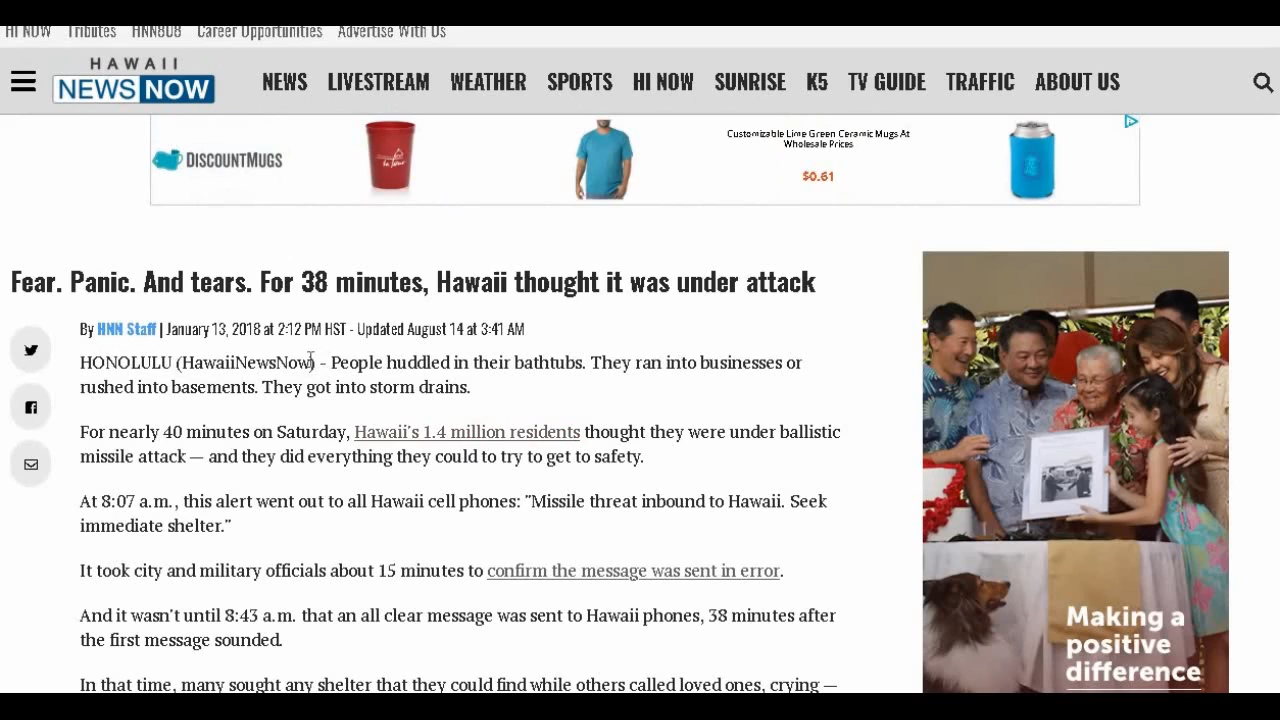 HI NOW Tributes HNN808 Career Opportunities Advertise With Us
HAWAII
NEWS NOW
NEWS LIVESTREAM WEATHER SPORTS HI NOW SUNRISE K5 TV GUIDE TRAFFIC ABOUT US
DISCOUNTMUGS
Customizable Lime Green Ceramic Mugs At
Wholesale Prices
$0.61
Fear. Panic. And tears. For 38 minutes, Hawaii thought it was under attack
By HNN Staff | January 13, 2018 at 2:12 PM HST - Updated August 14 at 3:41 AM
HONOLULU (HawaiiNewsNow) - People huddled in their bathtubs. They ran into businesses or
rushed into basements. They got into storm drains.
For nearly 40 minutes on Saturday, Hawaii's 1.4 million residents thought they were under ballistic
missile attack — and they did everything they could to try to get to safety.
At 8:07 a.m., this alert went out to all Hawaii cell phones: "Missile threat inbound to Hawaii. Seek
immediate shelter."
It took city and military officials about 15 minutes to confirm the message was sent in error.
And it wasn't until 8:43 a.m. that an all clear message was sent to Hawaii phones, 38 minutes after
the first message sounded.
In that time, many sought any shelter that they could find while others called loved ones, crying —
Making a
positive
difference